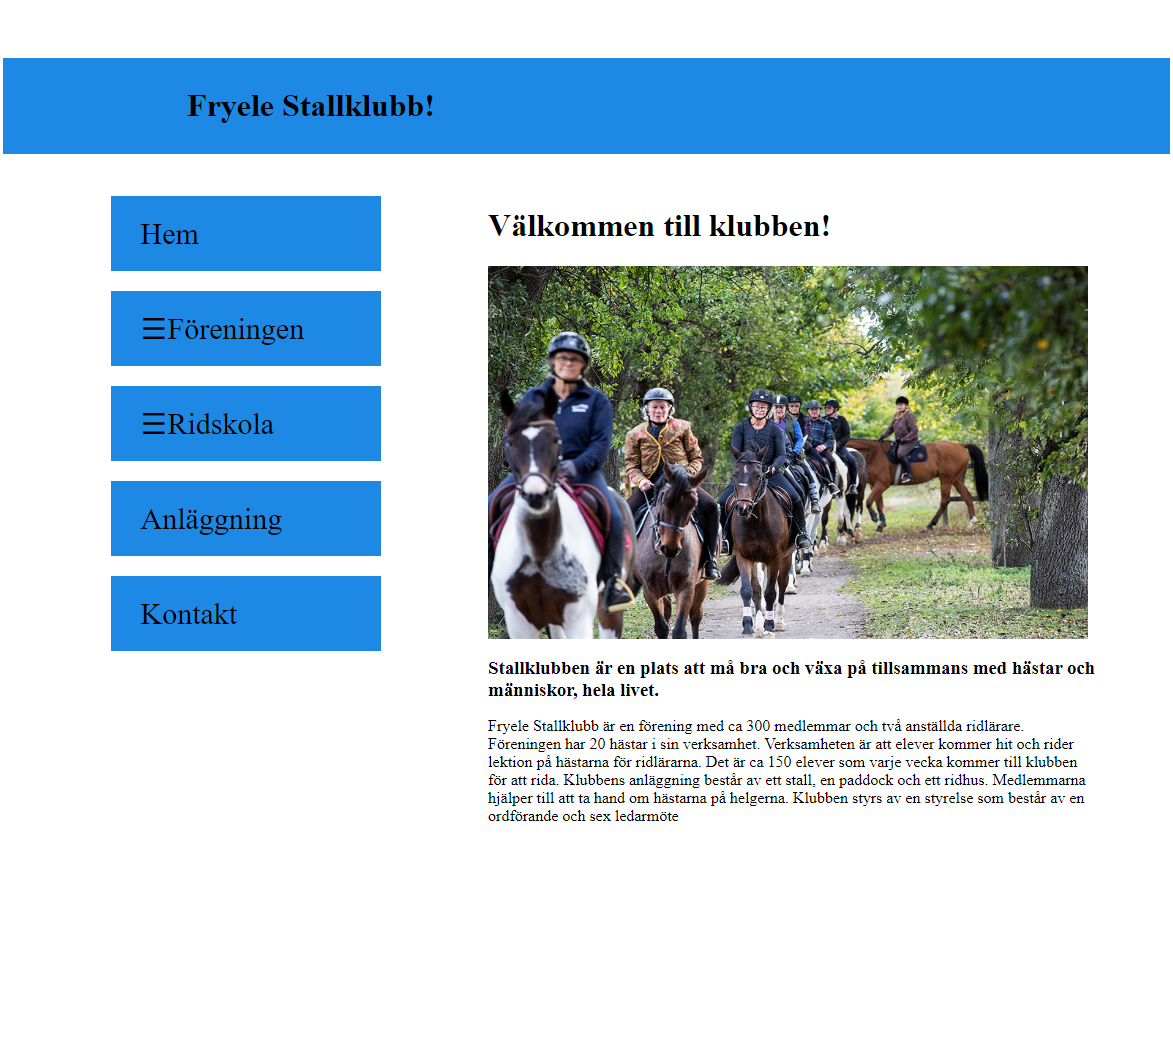 Fryele Stallklubb!
Hem
☰Föreningen
☰Ridskola
Anläggning
Kontakt
Välkommen till klubben!
Stallklubben är en plats att må bra och växa på tillsammans med hästar och
människor, hela livet.
Fryele Stallklubb är en förening med ca 300 medlemmar och två anställda ridlärare.
Föreningen har 20 hästar i sin verksamhet. Verksamheten är att elever kommer hit och rider
lektion på hästarna för ridlärarna. Det är ca 150 elever som varje vecka kommer till klubben
för att rida. Klubbens anläggning består av ett stall, en paddock och ett ridhus. Medlemmarna
hjälper till att ta hand om hästarna på helgerna. Klubben styrs av en styrelse som består av en
ordförande och sex ledarmöte